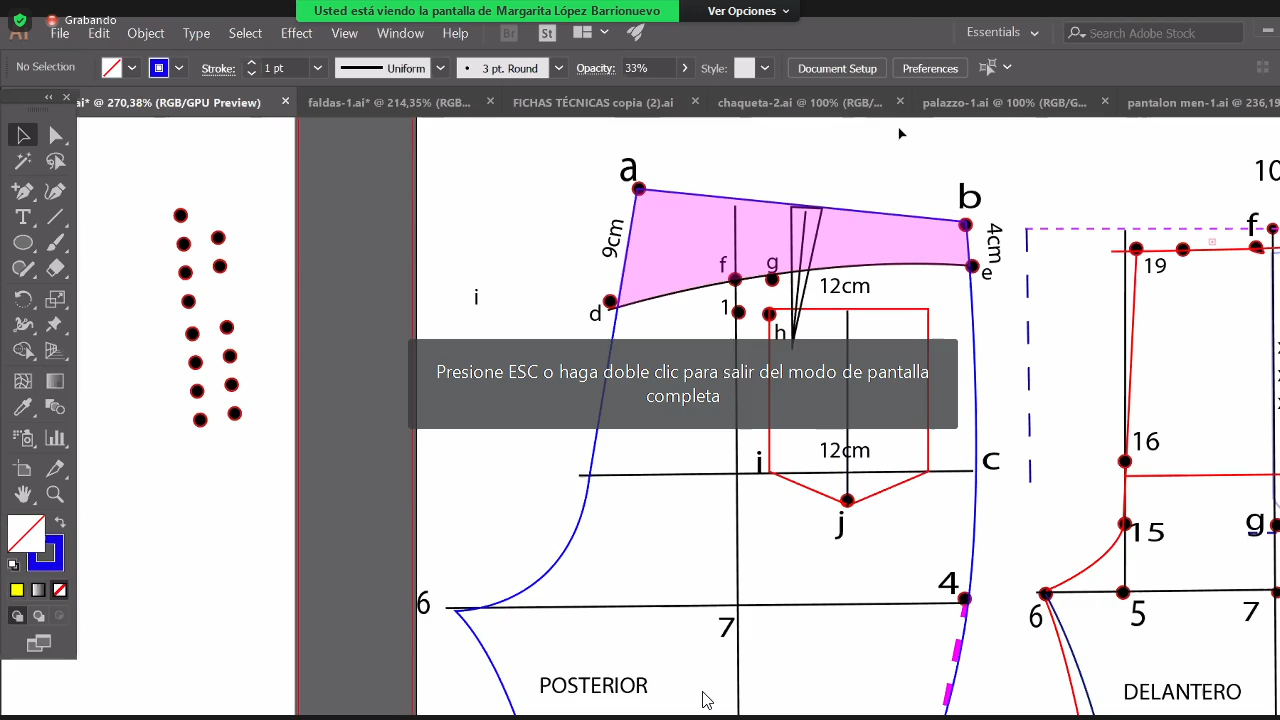 Grabando
Usted está viendo la pantalla de Margarita López Barrionuevo
Ver Opciones
Ai
File Edit Object Type Select Effect View Window Help
Br
St
Essentials
Search Adobe Stock
No Selection
Stroke:
1 pt
Uniform
3 pt. Round
Opacity:
33%
Style:
Document Setup
Preferences
ai* @ 270,38% (RGB/GPU Preview)
faldas-1.ai* @ 214,35% (RGB...
FICHAS TÉCNICAS copia (2).ai
chaqueta-2.ai @ 100% (RGB/...
palazzo-1.ai @ 100% (RGB/G...
pantalon men-1.ai @ 236,19
a
10
b
f
9cm
4cm
f
g
19
e
i
12cm
d
1
h
Presione ESC o haga doble clic para salir del modo de pantalla
completa
16
12cm
i
c
j
15
g
4
6
6
5
7
7
POSTERIOR
DELANTERO